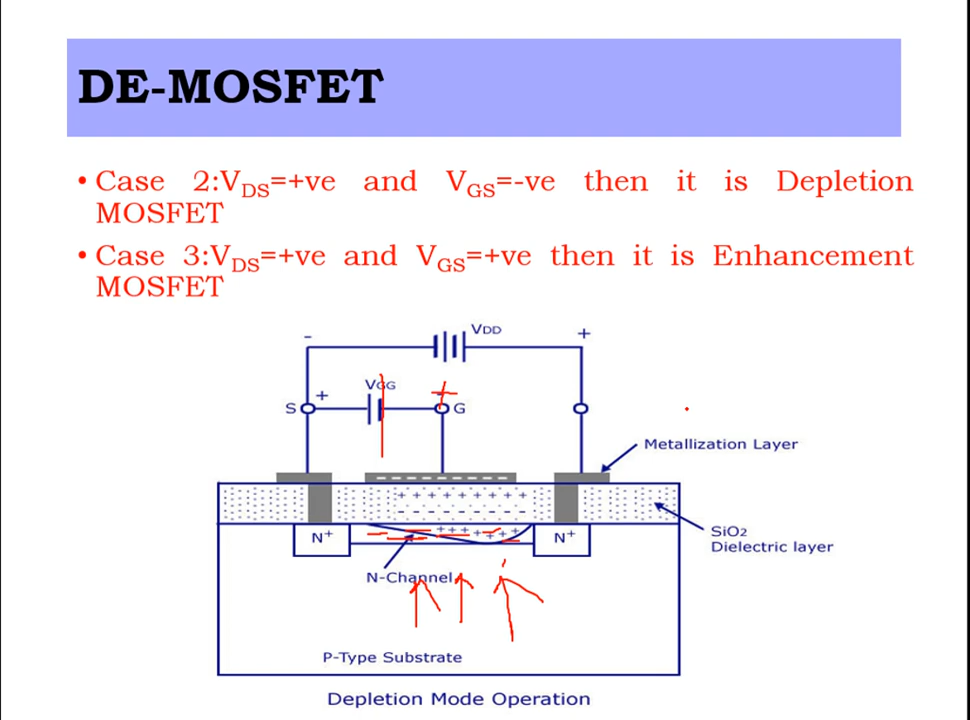 DE-MOSFET
• Case 2:VDS=+ve and VGS=-ve then it is Depletion
MOSFET
• Case 3:VDS=+ve and VGS=+ve then it is Enhancement
MOSFET
- VDD +
VGG
S + + G
Metallization Layer
+ + + + + + + + +
- - - - - - - - -
N+ N+
SiO2
Dielectric layer
N-Channel
P-Type Substrate
Depletion Mode Operation